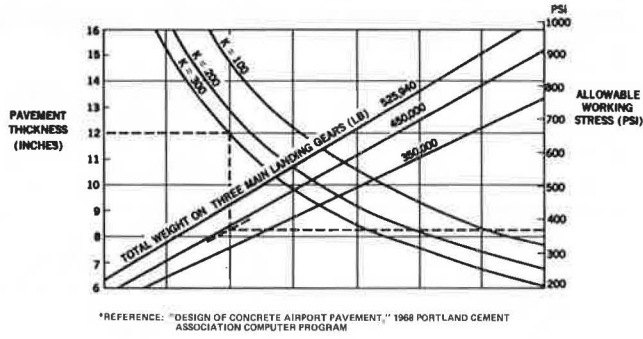 PSI
16
15
14
13
12
11
10
9
8
7
6
PAVEMENT
THICKNESS
(INCHES)
K = 100
K = 200
K = 300
TOTAL WEIGHT ON THREE MAIN LANDING GEARS (LB)
525,940
450,000
350,000
1000
900
800
700
600
500
400
300
200
ALLOWABLE
WORKING
STRESS (PSI)
*REFERENCE: "DESIGN OF CONCRETE AIRPORT PAVEMENT," 1968 PORTLAND CEMENT
ASSOCIATION COMPUTER PROGRAM